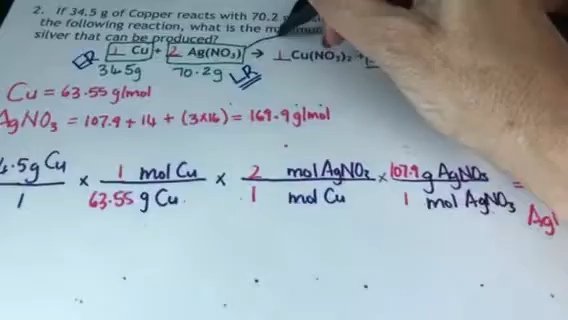 2. If 34.5 g of Copper reacts with 70.2 g
the following reaction, what is the
silver that can be produced?
ER 1 Cu + 2 Ag(NO3) → 1 Cu(NO3)2 +
34.5g 70.2g LR
Cu = 63.55 g/mol
AgNO3 = 107.9 + 14 + (3×16) = 169.9 g/mol
.5g Cu / 1 × 1 mol Cu / 63.55 g Cu × 2 mol AgNO3 / 1 mol Cu × 107.9 g AgNO3 / 1 mol AgNO3 =
Ag